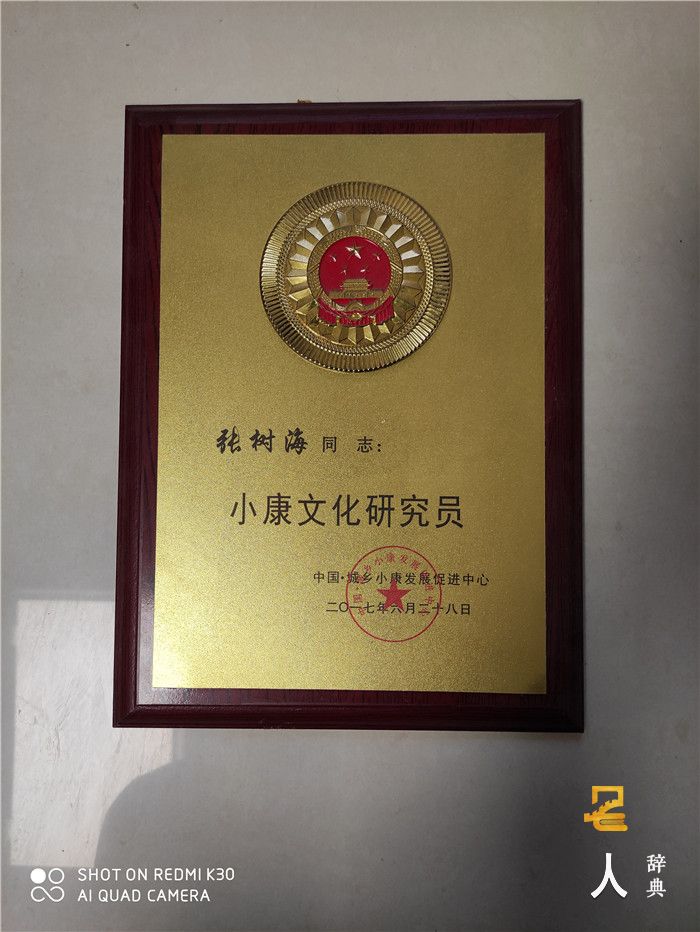 张树海 同 志:
小康文化研究员
中国·城乡小康发展促进中心
二〇一七年六月二十八日
SHOT ON REDMI K30
AI QUAD CAMERA
人 辞典